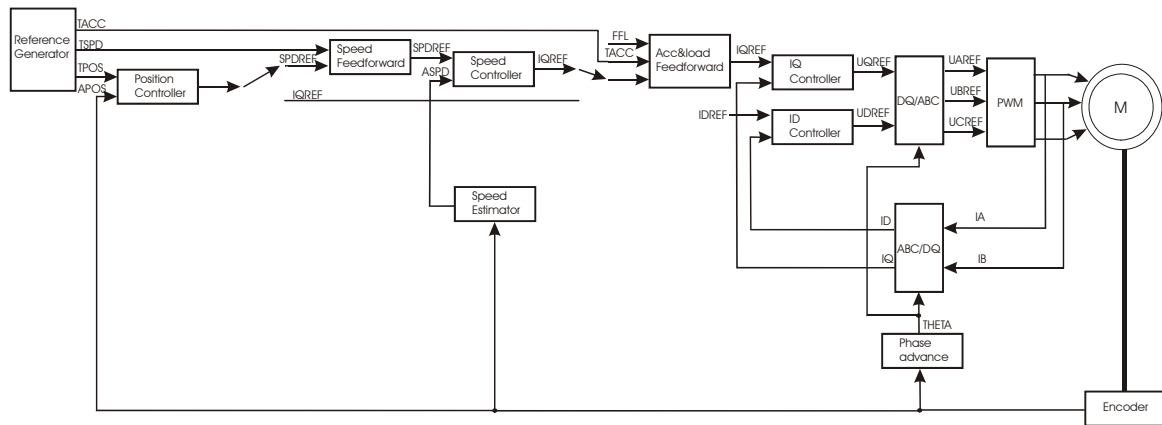 Reference
Generator
TACC
TSPD
TPOS
APOS
Position
Controller
SPDREF
IQREF
Speed
Feedforward
SPDREF
ASPD
Speed
Controller
IQREF
FFL
TACC
Acc&load
Feedforward
IQREF
IDREF
IQ
Controller
ID
Controller
UQREF
UDREF
DQ/ABC
UAREF
UBREF
UCREF
PWM
M
Speed
Estimator
ID
IQ
ABC/DQ
IA
IB
THETA
Phase
advance
Encoder